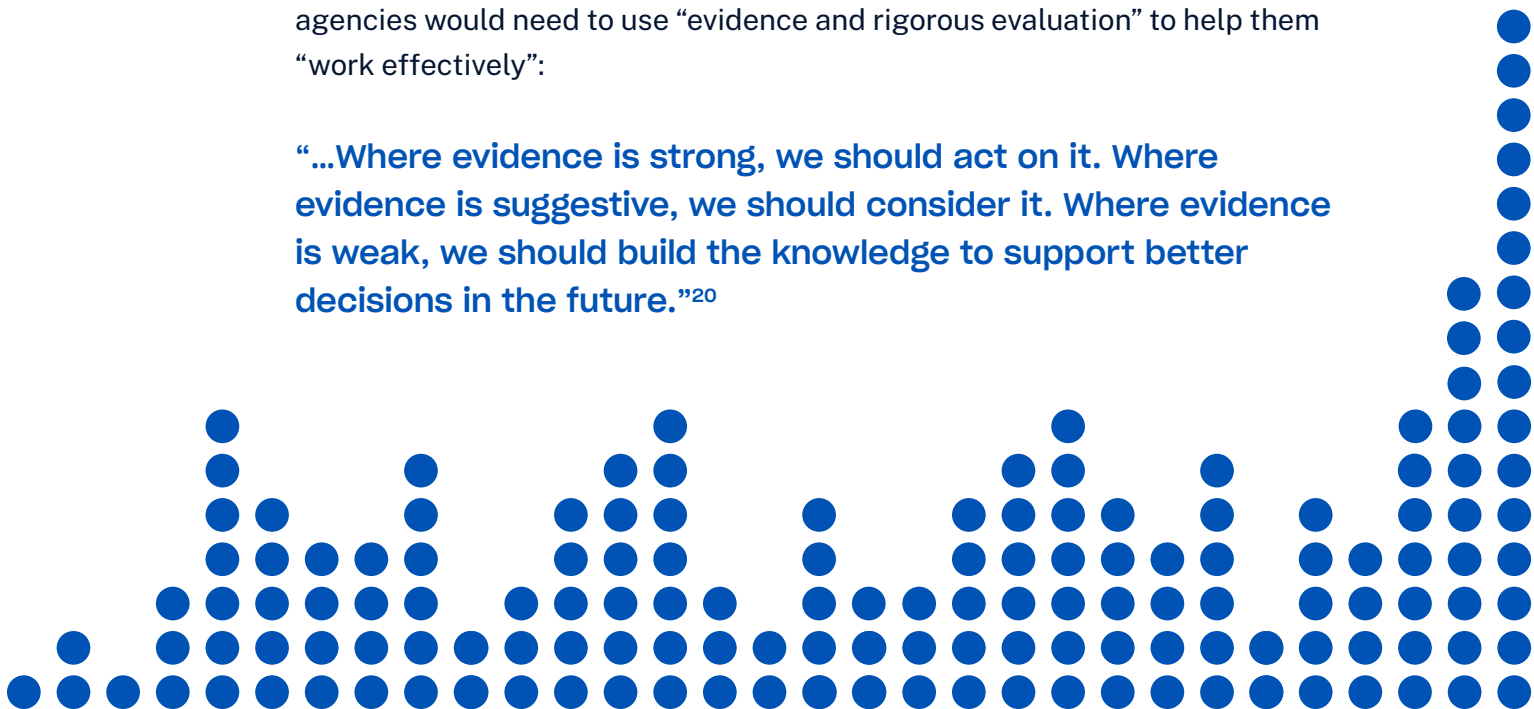 agencies would need to use “evidence and rigorous evaluation” to help them
“work effectively”:
“…Where evidence is strong, we should act on it. Where
evidence is suggestive, we should consider it. Where evidence
is weak, we should build the knowledge to support better
decisions in the future.”²⁰